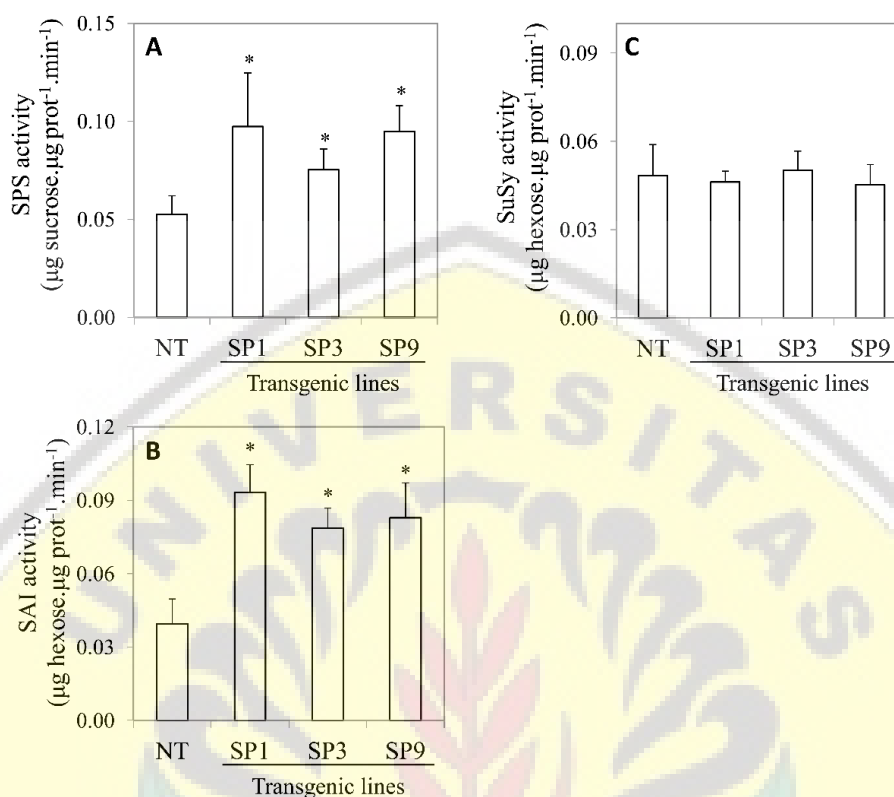 A
SPS activity
(µg sucrose.µg prot-1.min-1)
0.15
0.10
0.05
0.00
*
*
*
NT SP1 SP3 SP9
Transgenic lines
C
SuSy activity
(µg hexose.µg prot-1.min-1)
0.09
0.06
0.03
0.00
NT SP1 SP3 SP9
Transgenic lines
B
SAI activity
(µg hexose.µg prot-1.min-1)
0.12
0.09
0.06
0.03
0.00
*
*
*
NT SP1 SP3 SP9
Transgenic lines
UNIVERSITAS